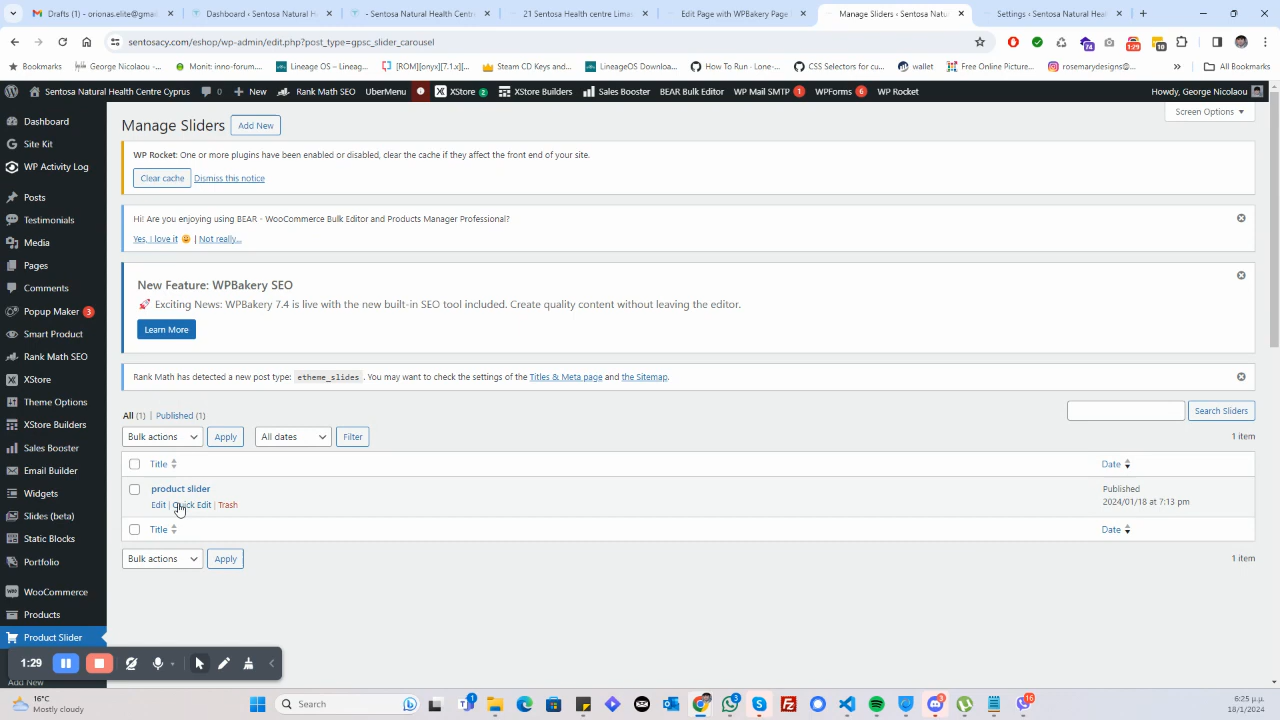 Drafts (1) - orionas.elite@gmail
Dashboard ‹ Sentosa Natural H
- Sentosa Natural Health Centr
21 Sentosa Health centre Limas
Edit Page with WPBakery Page
Manage Sliders ‹ Sentosa Natu
Settings ‹ Sentosa Natural Hea
sentosacy.com/eshop/wp-admin/edit.php?post_type=gpsc_slider_carousel
74
1:29
10
Bookmarks
George Nicolaou -...
Monit: inno-forum...
Lineage OS – Lineag...
[ROM][g7x][7.1x]...
Steam CD Keys and...
LineageOS Downloa...
How To Run - Lone-...
CSS Selectors for cu...
wallet
Free Online Picture...
rosemarydesigns@...
All Bookmarks
Sentosa Natural Health Centre Cyprus
0
New
Rank Math SEO
UberMenu
XStore 2
XStore Builders
Sales Booster
BEAR Bulk Editor
WP Mail SMTP 1
WPForms 6
WP Rocket
Howdy, George Nicolaou
Dashboard
Site Kit
WP Activity Log
Posts
Testimonials
Media
Pages
Comments
Popup Maker 3
Smart Product
Rank Math SEO
XStore
Theme Options
XStore Builders
Sales Booster
Email Builder
Widgets
Slides (beta)
Static Blocks
Portfolio
WooCommerce
Products
Product Slider
Add New
Screen Options
Manage Sliders
Add New
WP Rocket: One or more plugins have been enabled or disabled, clear the cache if they affect the front end of your site.
Clear cache
Dismiss this notice
Hi! Are you enjoying using BEAR - WooCommerce Bulk Editor and Products Manager Professional?
Yes, I love it 🙂 | Not really...
New Feature: WPBakery SEO
🚀 Exciting News: WPBakery 7.4 is live with the new built-in SEO tool included. Create quality content without leaving the editor.
Learn More
Rank Math has detected a new post type: etheme_slides . You may want to check the settings of the Titles & Meta page and the Sitemap.
All (1) | Published (1)
Search Sliders
Bulk actions
Apply
All dates
Filter
1 item
Title
Date
product slider
Edit | Quick Edit | Trash
Published
2024/01/18 at 7:13 pm
Title
Date
Bulk actions
Apply
1 item
1:29
16°C
Mostly cloudy
Search
1
3
3
16
6:25 μ.μ
18/1/2024